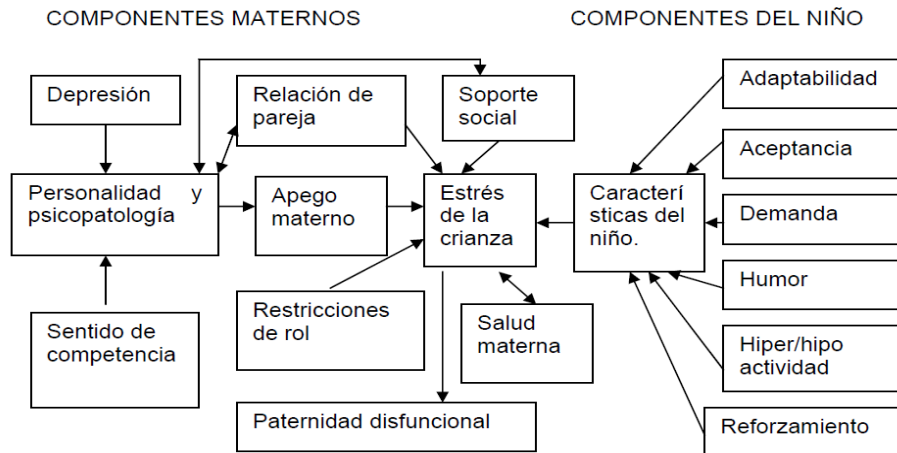 COMPONENTES MATERNOS
COMPONENTES DEL NIÑO
Depresión
Relación de
pareja
Soporte
social
Adaptabilidad
Aceptancia
Personalidad y
psicopatología
Apego
materno
Estrés
de la
crianza
Caracterí
sticas del
niño.
Demanda
Humor
Sentido de
competencia
Restricciones
de rol
Salud
materna
Hiper/hipo
actividad
Paternidad disfuncional
Reforzamiento